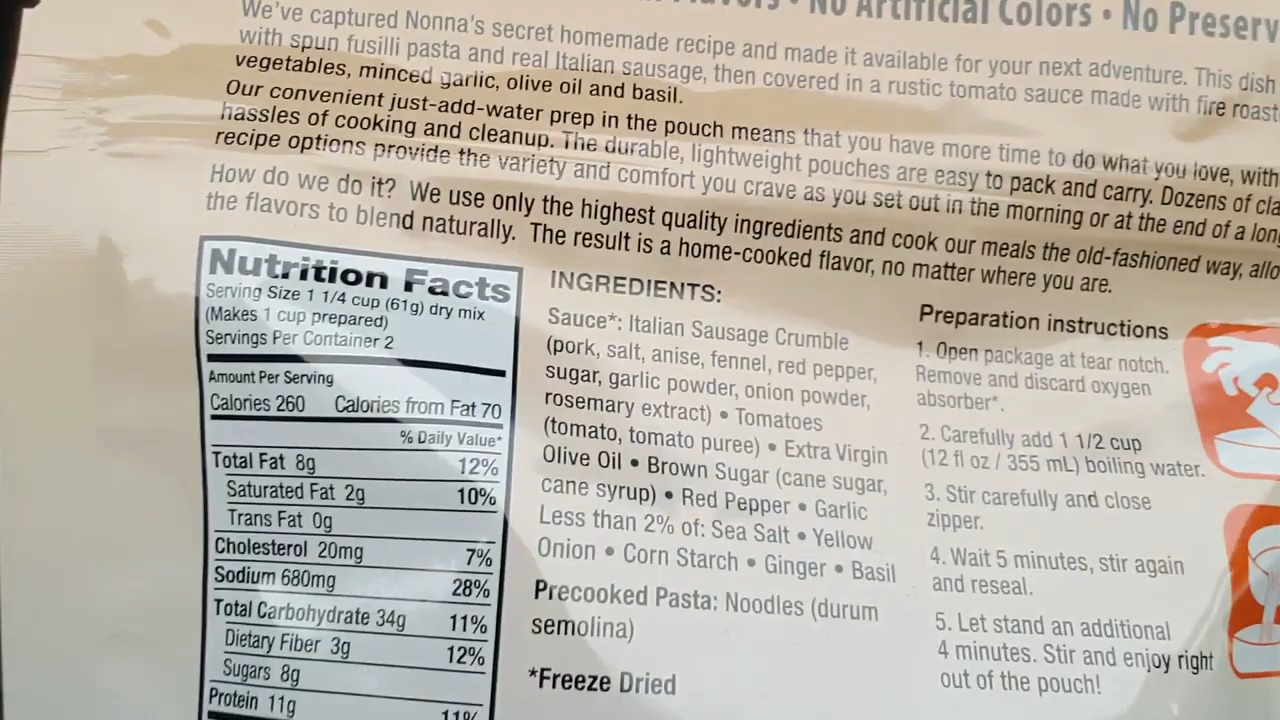 No Artificial Colors • No Preserv
We've captured Nonna's secret homemade recipe and made it available for your next adventure. This dish
with spun fusilli pasta and real Italian sausage, then covered in a rustic tomato sauce made with fire roast
vegetables, minced garlic, olive oil and basil.
Our convenient just-add-water prep in the pouch means that you have more time to do what you love, with
hassles of cooking and cleanup. The durable, lightweight pouches are easy to pack and carry. Dozens of cla
recipe options provide the variety and comfort you crave as you set out in the morning or at the end of a long
How do we do it? We use only the highest quality ingredients and cook our meals the old-fashioned way, allo
the flavors to blend naturally. The result is a home-cooked flavor, no matter where you are.
Nutrition Facts
Serving Size 1 1/4 cup (61g) dry mix
(Makes 1 cup prepared)
Servings Per Container 2
Amount Per Serving
Calories 260 Calories from Fat 70
% Daily Value*
Total Fat 8g 12%
Saturated Fat 2g 10%
Trans Fat 0g
Cholesterol 20mg 7%
Sodium 680mg 28%
Total Carbohydrate 34g 11%
Dietary Fiber 3g 12%
Sugars 8g
Protein 11g 11%
INGREDIENTS:
Sauce*: Italian Sausage Crumble
(pork, salt, anise, fennel, red pepper,
sugar, garlic powder, onion powder,
rosemary extract) • Tomatoes
(tomato, tomato puree) • Extra Virgin
Olive Oil • Brown Sugar (cane sugar,
cane syrup) • Red Pepper • Garlic
Less than 2% of: Sea Salt • Yellow
Onion • Corn Starch • Ginger • Basil
Precooked Pasta: Noodles (durum
semolina)
*Freeze Dried
Preparation instructions
1. Open package at tear notch.
Remove and discard oxygen
absorber*.
2. Carefully add 1 1/2 cup
(12 fl oz / 355 mL) boiling water.
3. Stir carefully and close
zipper.
4. Wait 5 minutes, stir again
and reseal.
5. Let stand an additional
4 minutes. Stir and enjoy right
out of the pouch!